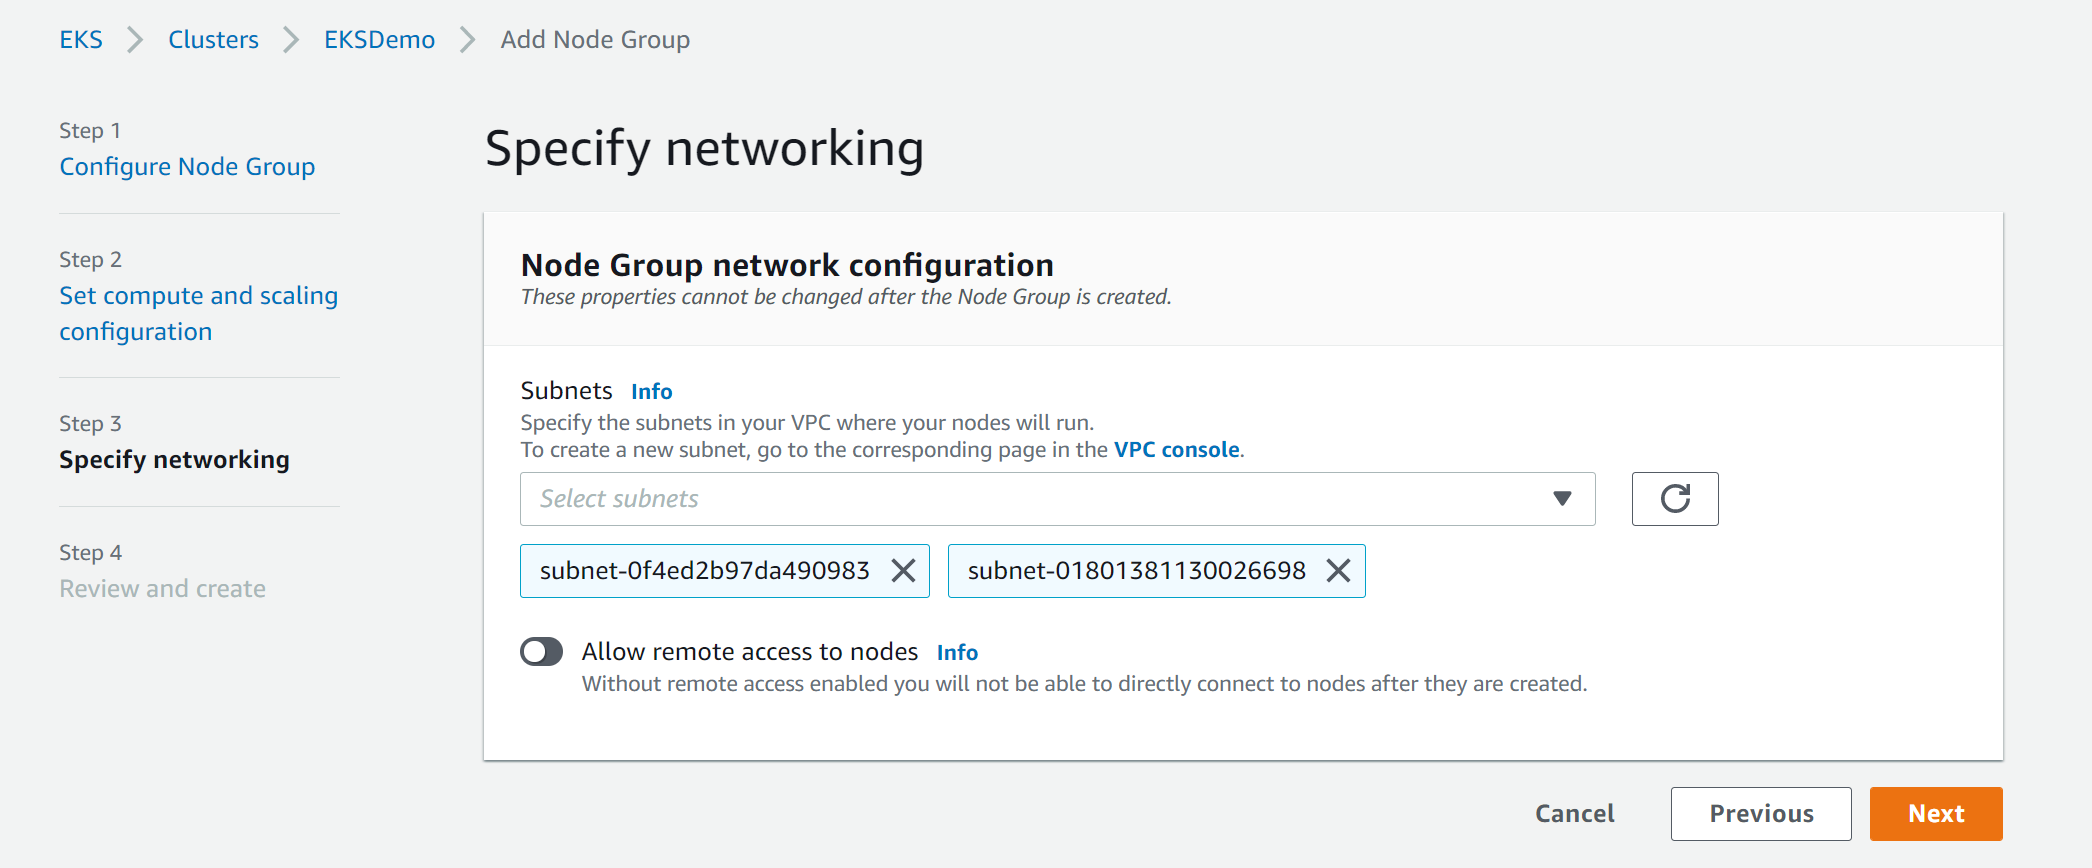 EKS > Clusters > EKSDemo > Add Node Group
Step 1
Configure Node Group
Step 2
Set compute and scaling
configuration
Step 3
Specify networking
Step 4
Review and create
Specify networking
Node Group network configuration
These properties cannot be changed after the Node Group is created.
Subnets Info
Specify the subnets in your VPC where your nodes will run.
To create a new subnet, go to the corresponding page in the VPC console.
Select subnets
subnet-0f4ed2b97da490983 subnet-01801381130026698
Allow remote access to nodes Info
Without remote access enabled you will not be able to directly connect to nodes after they are created.
Cancel Previous Next